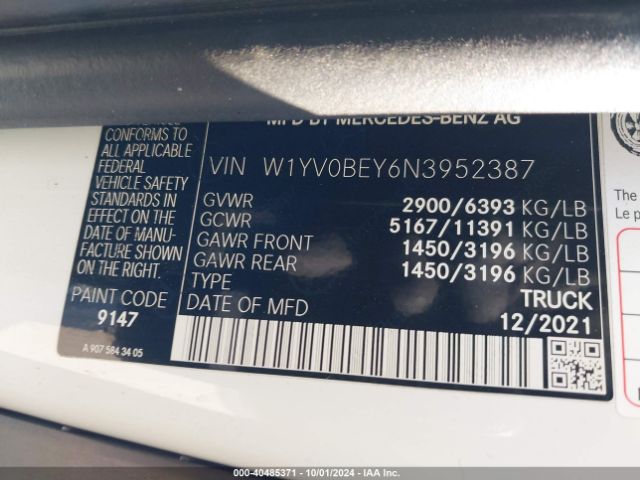 MFD BY MERCEDES-BENZ AG
VEHICLE
CONFORMS TO
ALL APPLICABLE
FEDERAL
VEHICLE SAFETY
STANDARDS IN
EFFECT ON THE
DATE OF MANU-
FACTURE SHOWN
ON THE RIGHT.
PAINT CODE
9147
A 907 584 34 05
VIN W1YV0BEY6N3952387
GVWR 2900/6393 KG/LB
GCWR 5167/11391 KG/LB
GAWR FRONT 1450/3196 KG/LB
GAWR REAR 1450/3196 KG/LB
TYPE TRUCK
DATE OF MFD 12/2021
The
Le p
000-40485371 - 10/01/2024 - IAA Inc.